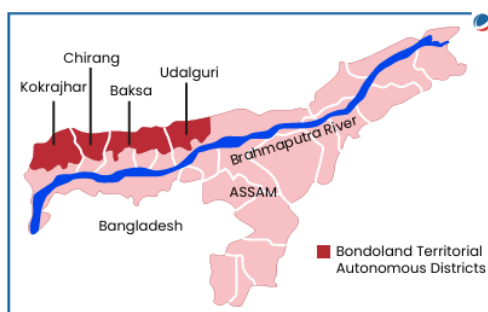 Chirang
Udalguri
Kokrajhar
Baksa
Brahmaputra River
ASSAM
Bangladesh
Bondoland Territorial
Autonomous Districts